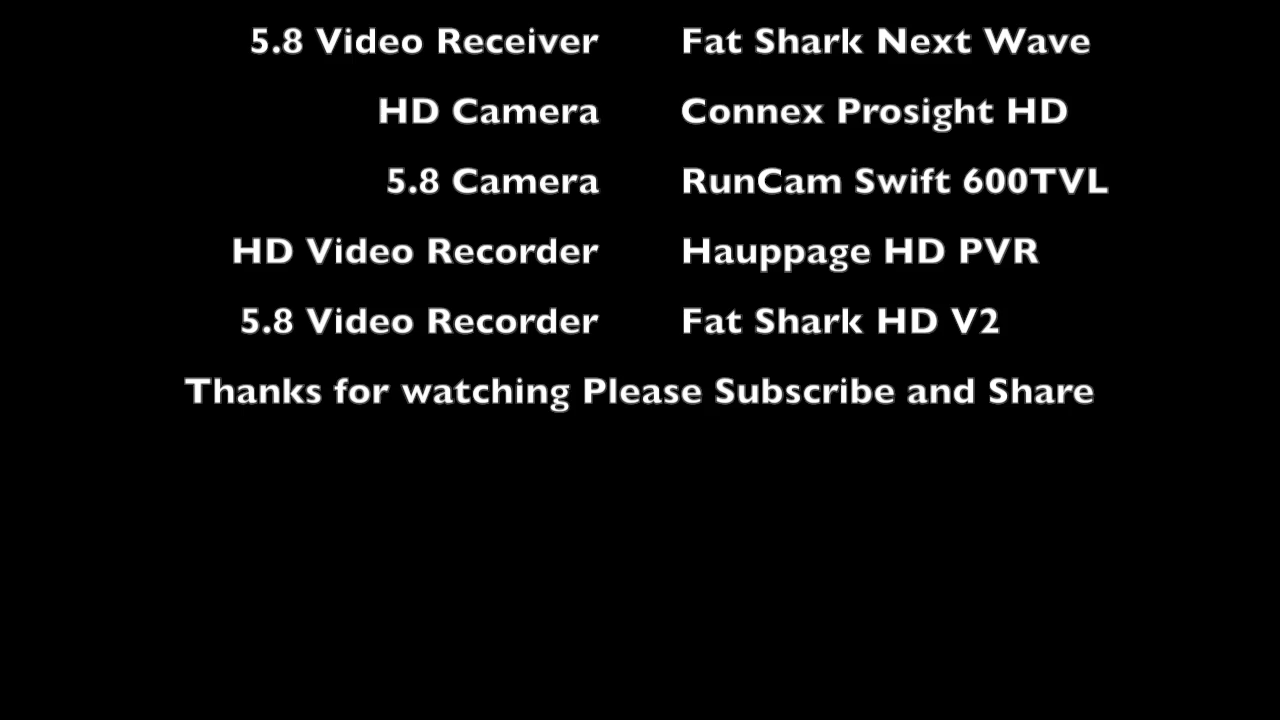 5.8 Video Receiver Fat Shark Next Wave
HD Camera Connex Prosight HD
5.8 Camera RunCam Swift 600TVL
HD Video Recorder Hauppage HD PVR
5.8 Video Recorder Fat Shark HD V2
Thanks for watching Please Subscribe and Share